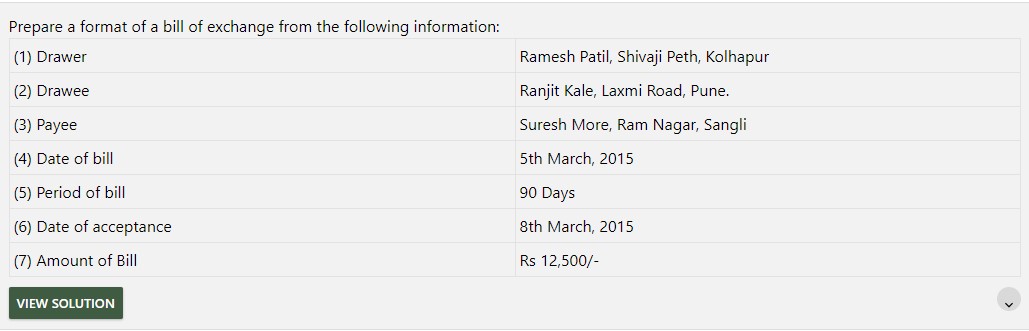 Prepare a format of a bill of exchange from the following information:
(1) Drawer Ramesh Patil, Shivaji Peth, Kolhapur
(2) Drawee Ranjit Kale, Laxmi Road, Pune.
(3) Payee Suresh More, Ram Nagar, Sangli
(4) Date of bill 5th March, 2015
(5) Period of bill 90 Days
(6) Date of acceptance 8th March, 2015
(7) Amount of Bill Rs 12,500/-
VIEW SOLUTION